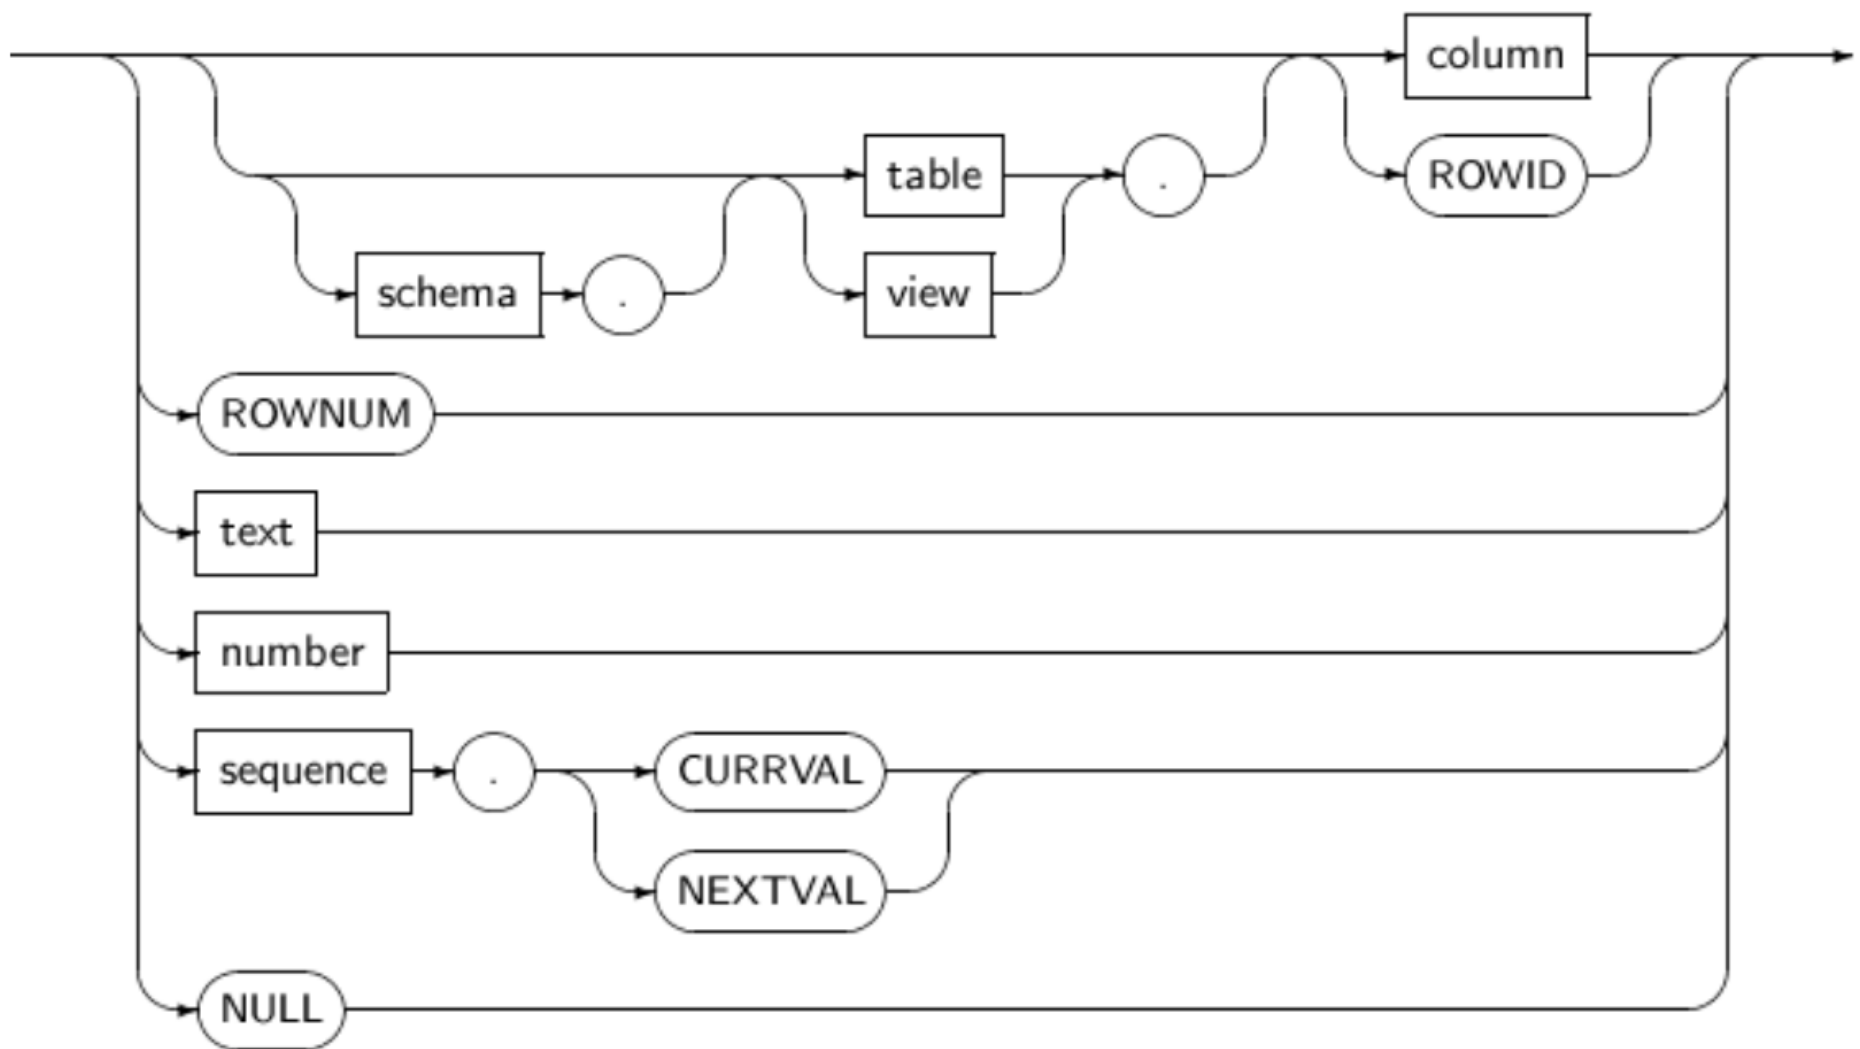 column
table . ROWID
schema . view
ROWNUM
text
number
sequence . CURRVAL
NEXTVAL
NULL